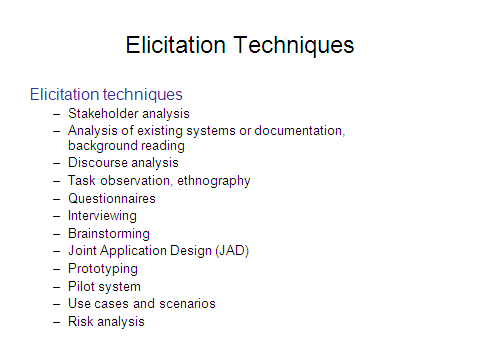 Elicitation Techniques
Elicitation techniques
– Stakeholder analysis
– Analysis of existing systems or documentation,
background reading
– Discourse analysis
– Task observation, ethnography
– Questionnaires
– Interviewing
– Brainstorming
– Joint Application Design (JAD)
– Prototyping
– Pilot system
– Use cases and scenarios
– Risk analysis